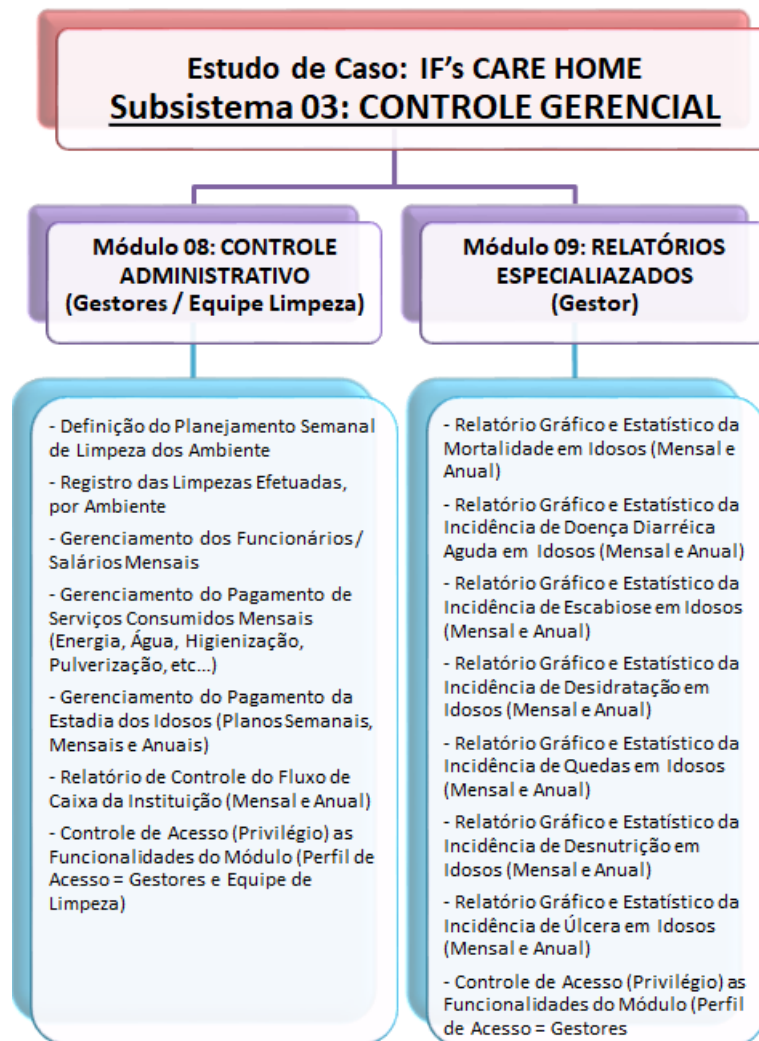 Estudo de Caso: IF's CARE HOME
Subsistema 03: CONTROLE GERENCIAL
Módulo 08: CONTROLE
ADMINISTRATIVO
(Gestores / Equipe Limpeza)
- Definição do Planejamento Semanal
de Limpeza dos Ambiente
- Registro das Limpezas Efetuadas,
por Ambiente
- Gerenciamento dos Funcionários /
Salários Mensais
- Gerenciamento do Pagamento de
Serviços Consumidos Mensais
(Energia, Água, Higienização,
Pulverização, etc...)
- Gerenciamento do Pagamento da
Estadia dos Idosos (Planos Semanais,
Mensais e Anuais)
- Relatório de Controle do Fluxo de
Caixa da Instituição (Mensal e Anual)
- Controle de Acesso (Privilégio) as
Funcionalidades do Módulo (Perfil de
Acesso = Gestores e Equipe de
Limpeza)
Módulo 09: RELATÓRIOS
ESPECIALIAZADOS
(Gestor)
- Relatório Gráfico e Estatístico da
Mortalidade em Idosos (Mensal e
Anual)
- Relatório Gráfico e Estatístico da
Incidência de Doença Diarréica
Aguda em Idosos (Mensal e Anual)
- Relatório Gráfico e Estatístico da
Incidência de Escabiose em Idosos
(Mensal e Anual)
- Relatório Gráfico e Estatístico da
Incidência de Desidratação em
Idosos (Mensal e Anual)
- Relatório Gráfico e Estatístico da
Incidência de Quedas em Idosos
(Mensal e Anual)
- Relatório Gráfico e Estatístico da
Incidência de Desnutrição em
Idosos (Mensal e Anual)
- Relatório Gráfico e Estatístico da
Incidência de Úlcera em Idosos
(Mensal e Anual)
- Controle de Acesso (Privilégio) as
Funcionalidades do Módulo (Perfil
de Acesso = Gestores